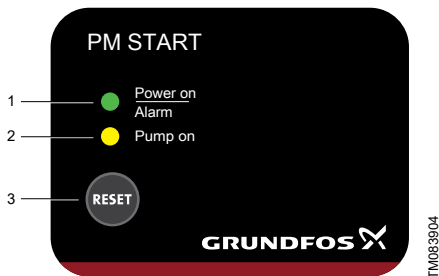 PM START
1
Power on
Alarm
2
Pump on
3
RESET
GRUNDFOS
TM083904